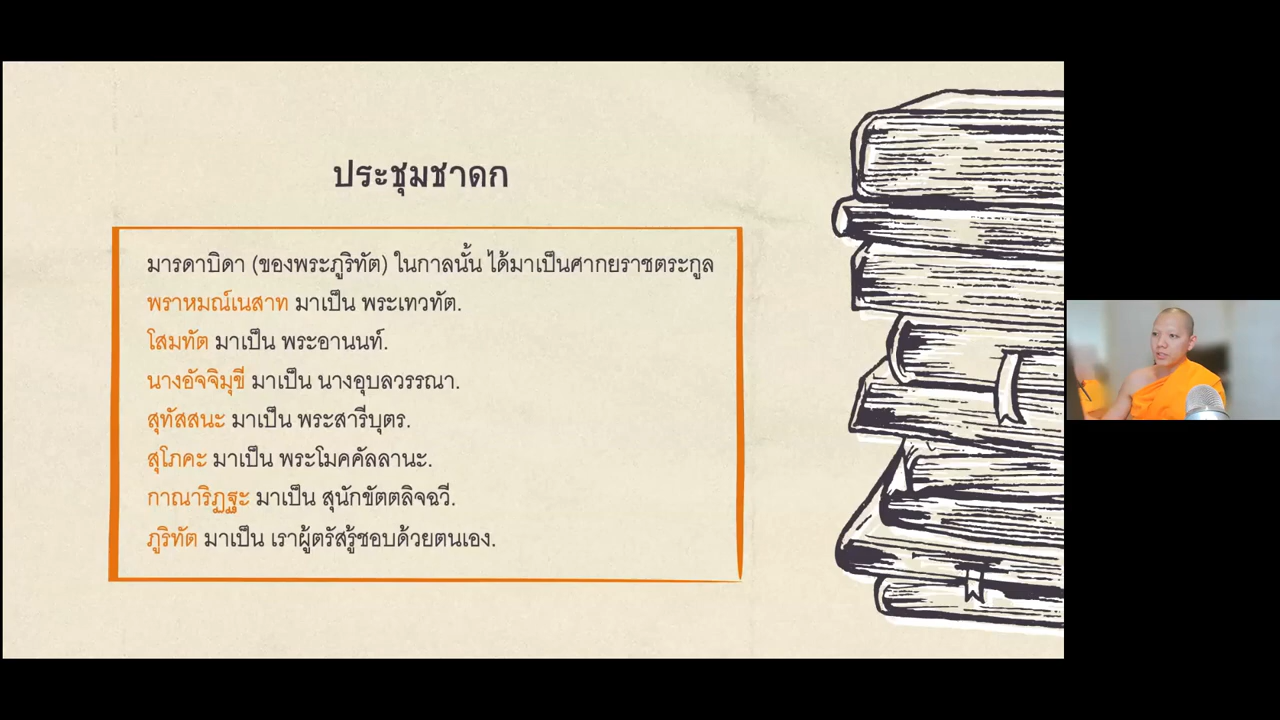 ประชุมชาดก
มารดาบิดา (ของพระภูริทัต) ในกาลนั้น ได้มาเป็นศากยราชตระกูล
พราหมณ์เนสาท มาเป็น พระเทวทัต.
โสมทัต มาเป็น พระอานนท์.
นางอัจจิมุขี มาเป็น นางอุบลวรรณา.
สุทัสสนะ มาเป็น พระสารีบุตร.
สุโภคะ มาเป็น พระโมคคัลลานะ.
กาณาริฏฐะ มาเป็น สุนักขัตตลิจฉวี.
ภูริทัต มาเป็น เราผู้ตรัสรู้ชอบด้วยตนเอง.